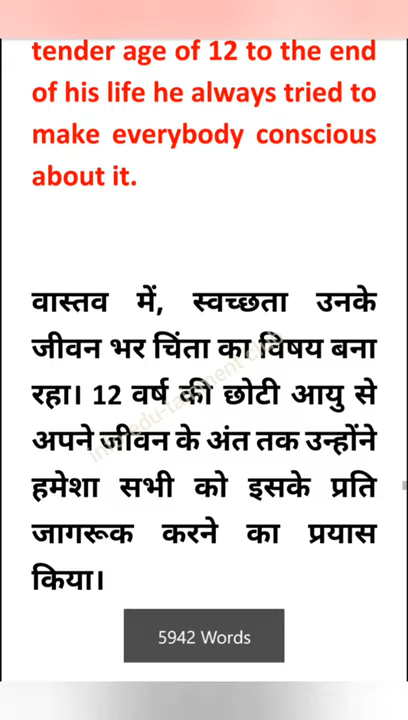 tender age of 12 to the end
of his life he always tried to
make everybody conscious
about it.
वास्तव में, स्वच्छता उनके
जीवन भर चिंता का विषय बना
रहा। 12 वर्ष की छोटी आयु से
अपने जीवन के अंत तक उन्होंने
हमेशा सभी को इसके प्रति
जागरूक करने का प्रयास
किया।
5942 Words